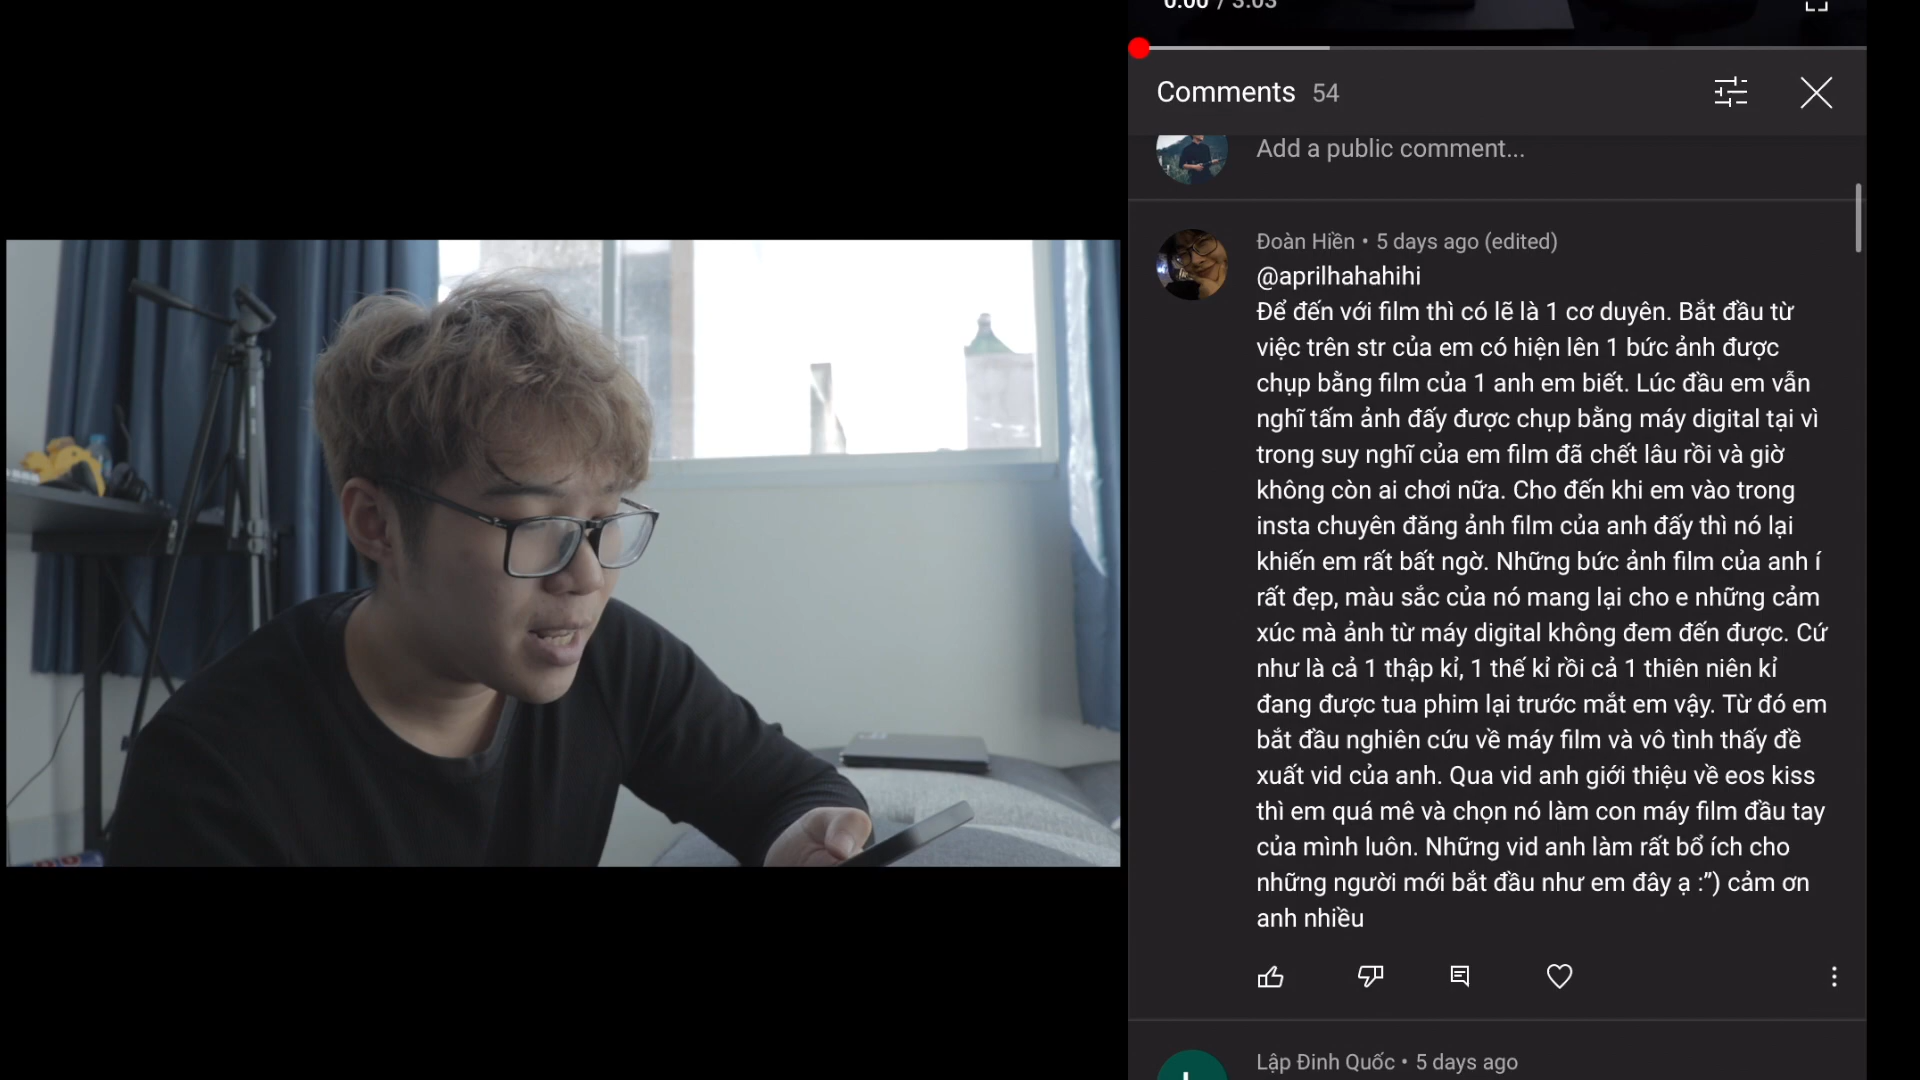 Comments 54
Add a public comment...
Đoàn Hiền • 5 days ago (edited)
@aprilhahahihi
Để đến với film thì có lẽ là 1 cơ duyên. Bắt đầu từ
việc trên str của em có hiện lên 1 bức ảnh được
chụp bằng film của 1 anh em biết. Lúc đầu em vẫn
nghĩ tấm ảnh đấy được chụp bằng máy digital tại vì
trong suy nghĩ của em film đã chết lâu rồi và giờ
không còn ai chơi nữa. Cho đến khi em vào trong
insta chuyên đăng ảnh film của anh đấy thì nó lại
khiến em rất bất ngờ. Những bức ảnh film của anh í
rất đẹp, màu sắc của nó mang lại cho e những cảm
xúc mà ảnh từ máy digital không đem đến được. Cứ
như là cả 1 thập kỉ, 1 thế kỉ rồi cả 1 thiên niên kỉ
đang được tua phim lại trước mắt em vậy. Từ đó em
bắt đầu nghiên cứu về máy film và vô tình thấy đề
xuất vid của anh. Qua vid anh giới thiệu về eos kiss
thì em quá mê và chọn nó làm con máy film đầu tay
của mình luôn. Những vid anh làm rất bổ ích cho
những người mới bắt đầu như em đây ạ :”) cảm ơn
anh nhiều
Lập Đinh Quốc • 5 days ago